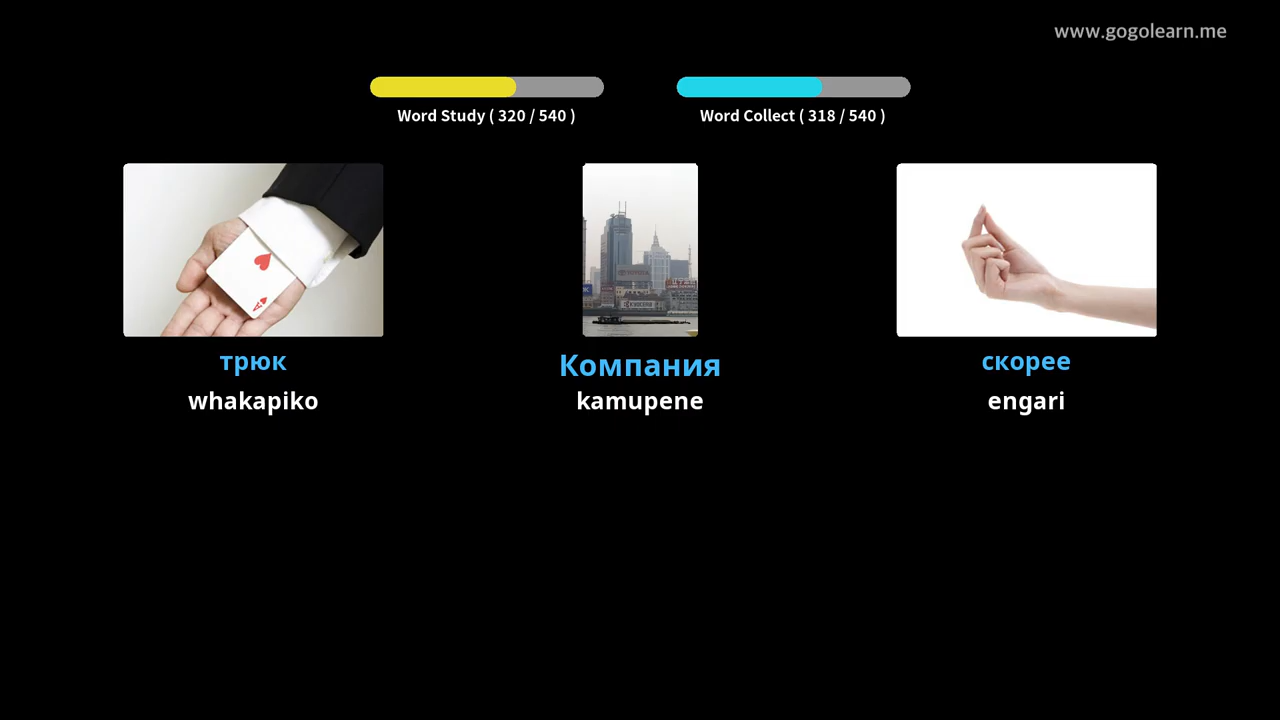 www.gogolearn.me
Word Study ( 320 / 540 )
Word Collect ( 318 / 540 )
трюк
Компания
скорее
whakapiko
kamupene
engari